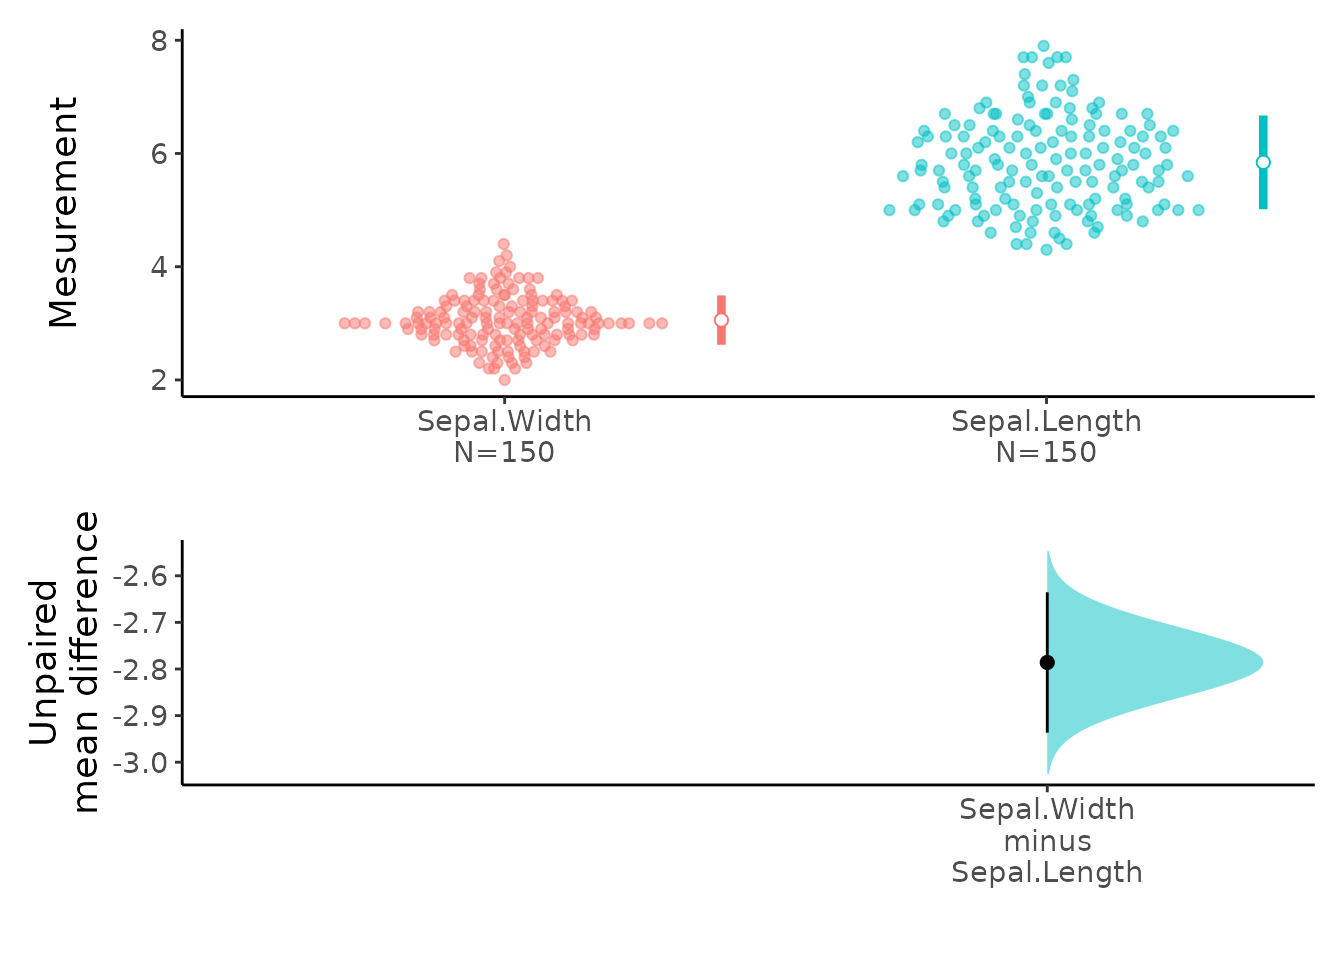 8
6
4
2
Mesurement
Sepal.Width
N=150
Sepal.Length
N=150
Unpaired
mean difference
-2.6
-2.7
-2.8
-2.9
-3.0
Sepal.Width
minus
Sepal.Length